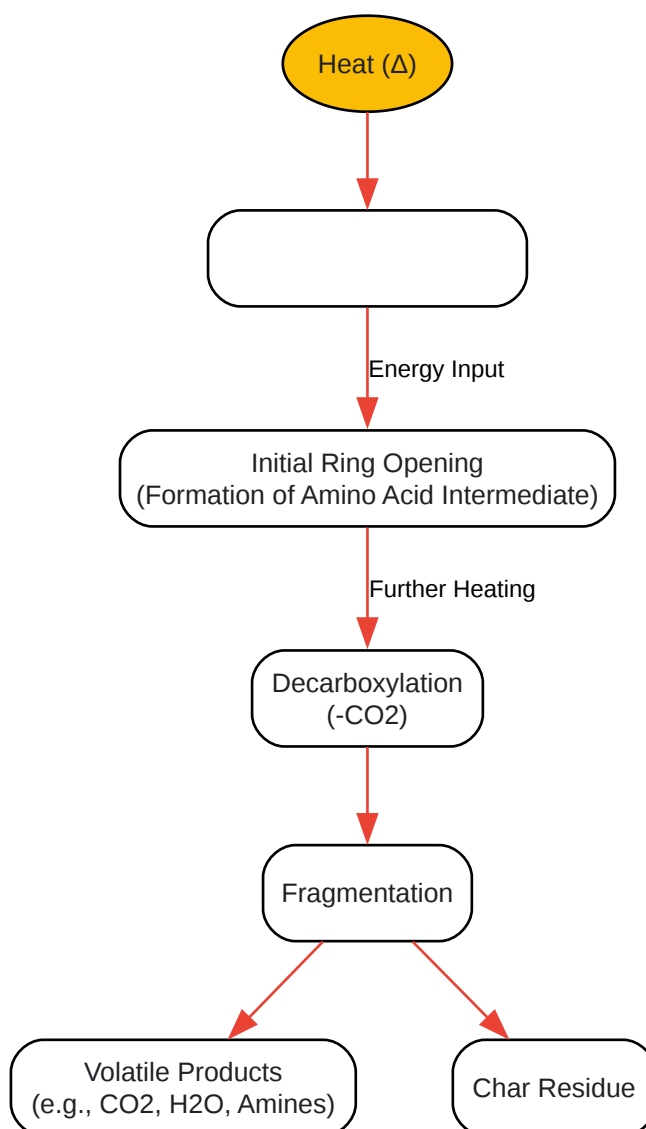 Heat (Δ)
Energy Input
Initial Ring Opening
(Formation of Amino Acid Intermediate)
Further Heating
Decarboxylation
(-CO2)
Fragmentation
Volatile Products
(e.g., CO2, H2O, Amines)
Char Residue